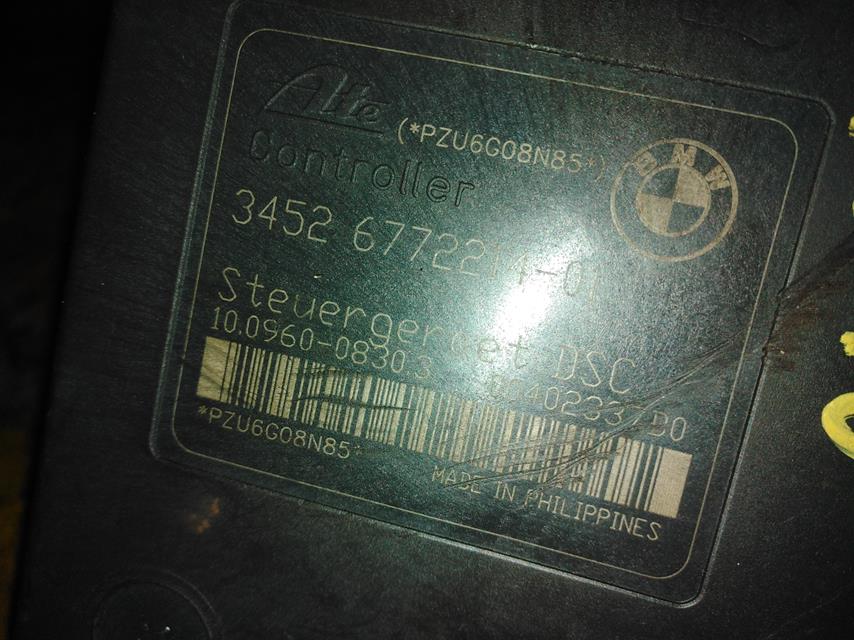 Ate
(*PZU6G08N85*)
BMW
Controller
3452 6772214-01
Steuergeraet DSC
10.0960-0830.3
*PZU6G08N85*
MADE IN PHILIPPINES